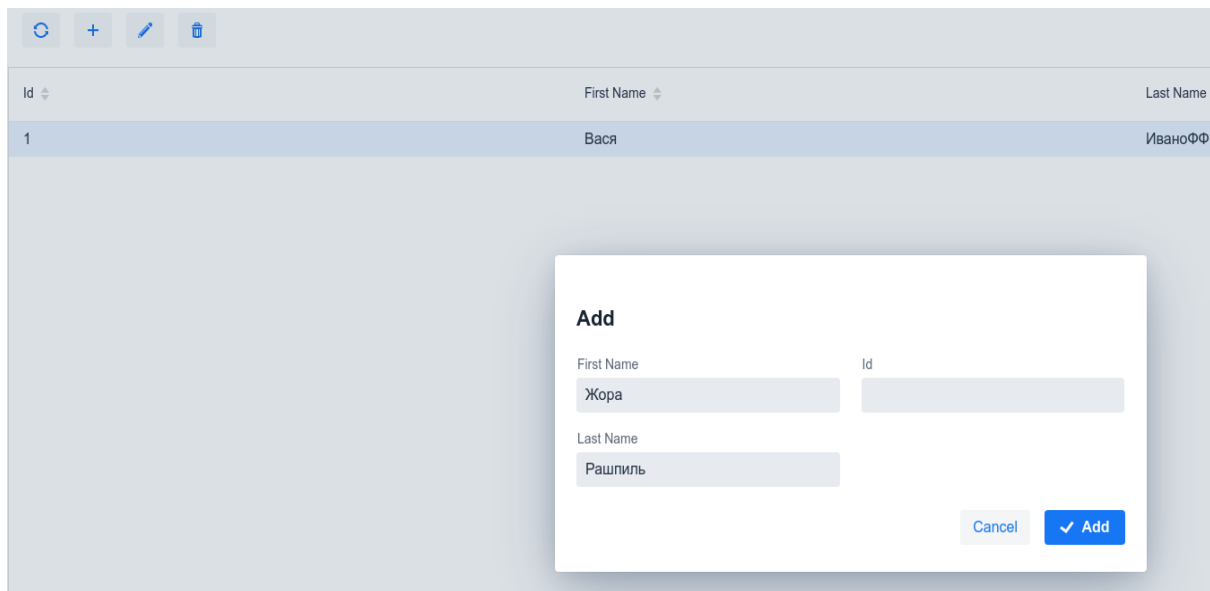 Id First Name Last Name
1 Вася ИваноФФ
Add
First Name Id
Жора
Last Name
Рашпиль
Cancel Add